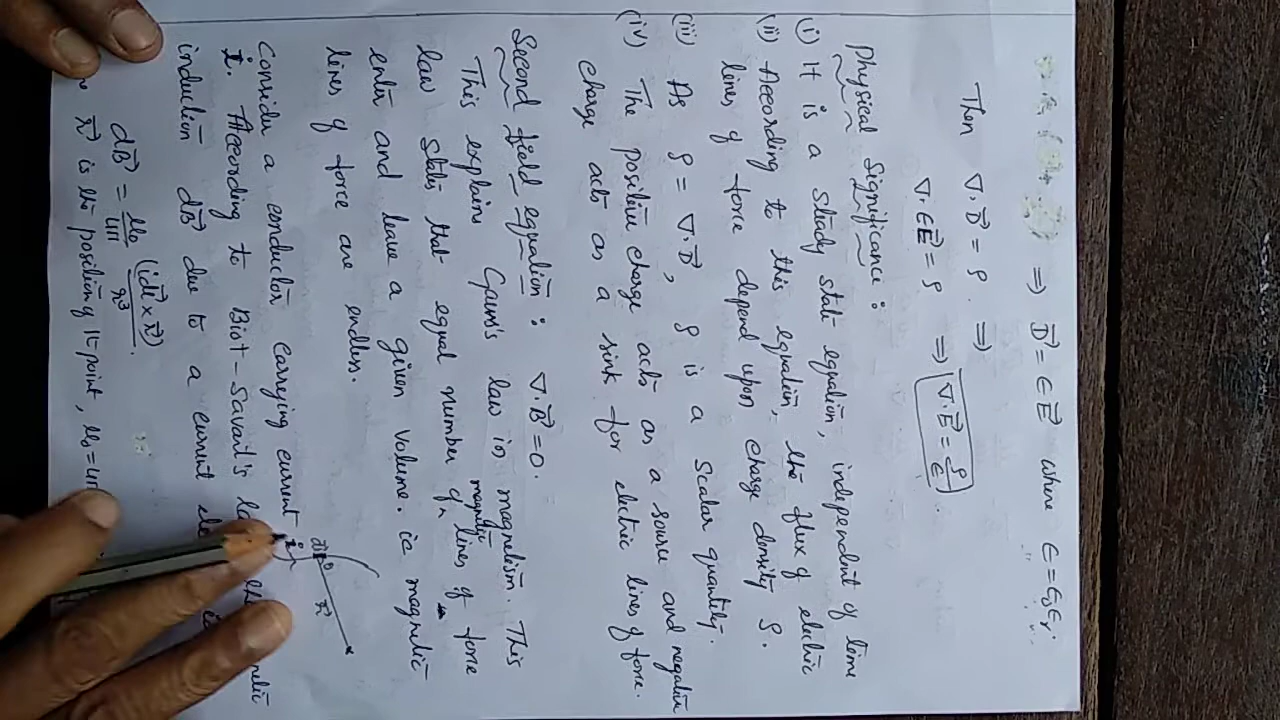 ⇒ D⃗ = ∈E⃗ where ∈ = ∈₀∈ᵣ.
Then ∇.D⃗ = ρ. ⇒
∇.∈E⃗ = ρ ⇒ ∇.E⃗ = ρ/∈
Physical Significance :
(i) It is a steady state equation, independent of time
(ii) According to this equation, the flux of electric
lines of force depend upon charge density ρ.
(iii) As ρ = ∇.D⃗, ρ is a scalar quantity.
(iv) The positive charge acts as a source and negative
charge acts as a sink for electric lines of force.
Second field equation : ∇.B⃗ = 0.
This explains Gauss's law in magnetism. This
law states that equal number of magnetic lines of force
enter and leave a given volume. ie magnetic
lines of force are endless.
Consider a conductor carrying current
I. According to Biot-Savart's
induction dB⃗ due to a current
dB⃗ = μ₀/4π (idl⃗ × r⃗)/r³.
r⃗ is the position of the point, μ₀ = 4π
i
dl
θ
r⃗